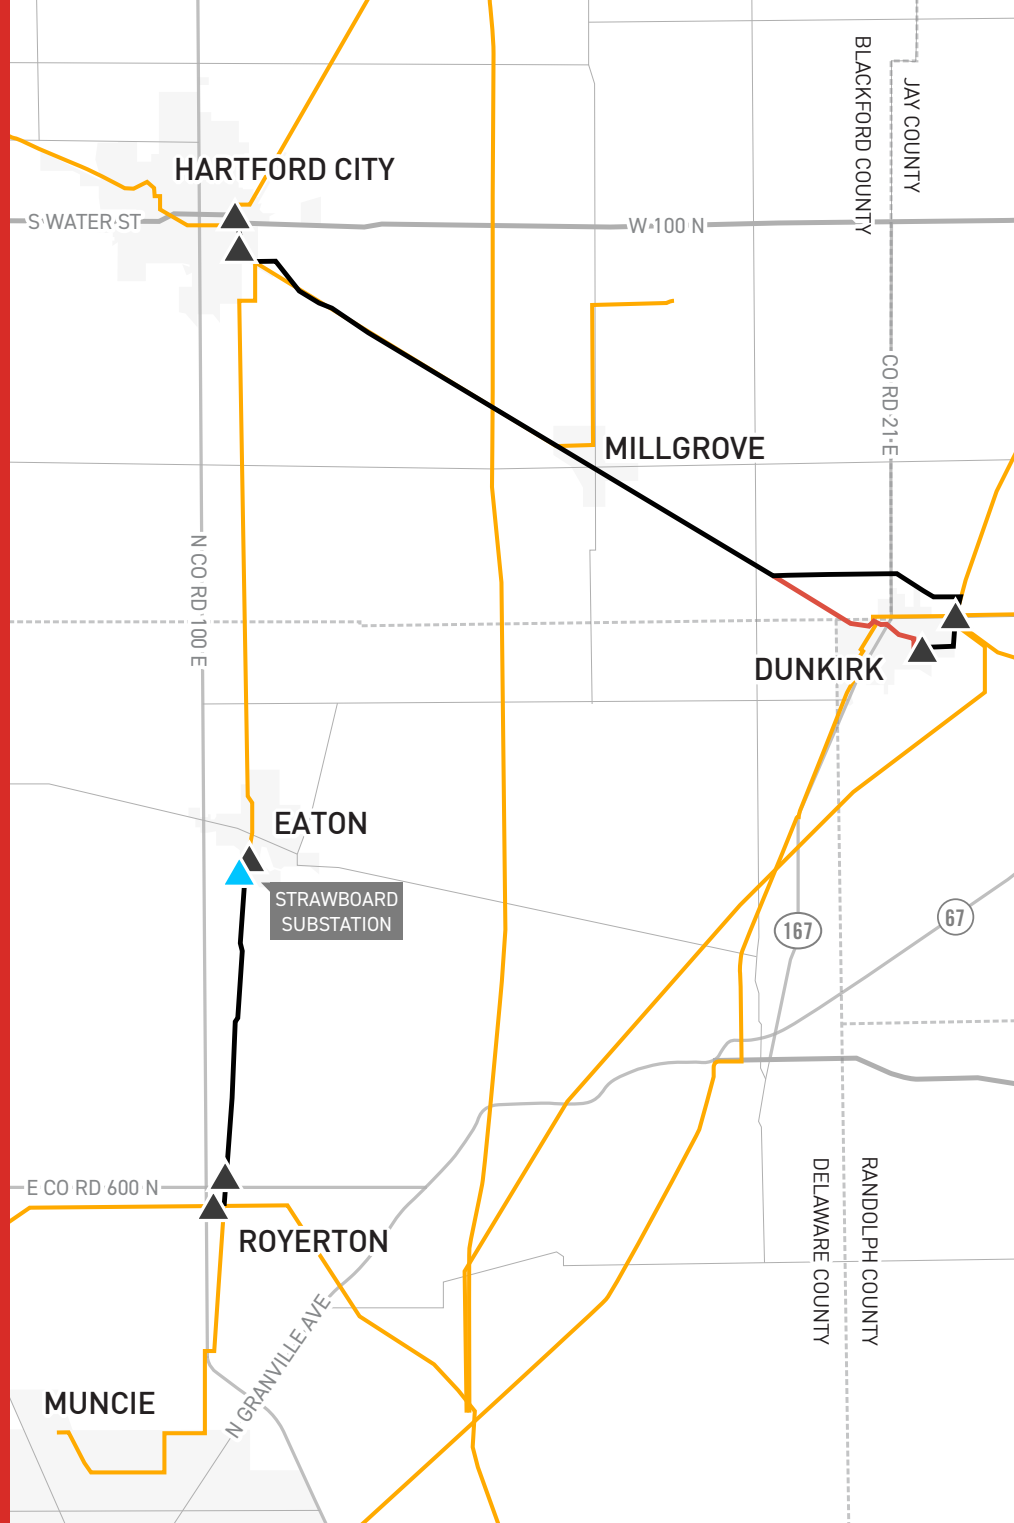 BLACKFORD COUNTY
JAY COUNTY
HARTFORD CITY
S WATER ST
W 100 N
CO RD 21 E
MILLGROVE
N CO RD 100 E
DUNKIRK
EATON
STRAWBOARD
SUBSTATION
167
67
E CO RD 600 N
ROYERTON
DELAWARE COUNTY
RANDOLPH COUNTY
N GRANVILLE AVE
MUNCIE